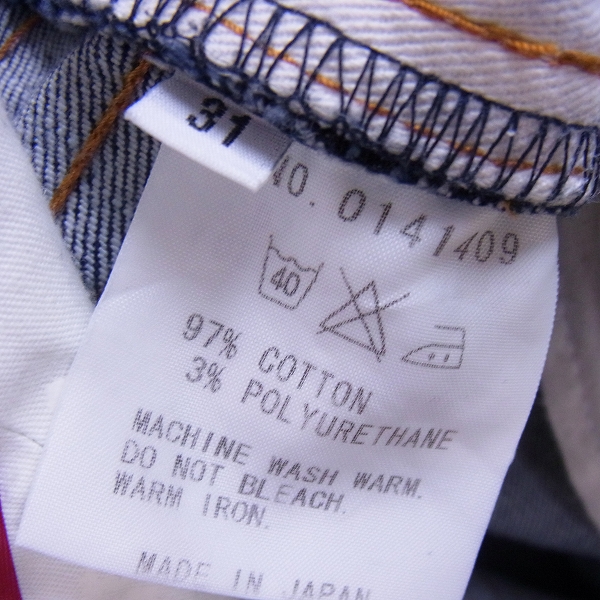 31
40.0141409
40
97% COTTON
3% POLYURETHANE
MACHINE WASH WARM.
DO NOT BLEACH.
WARM IRON.
MADE IN JAPAN